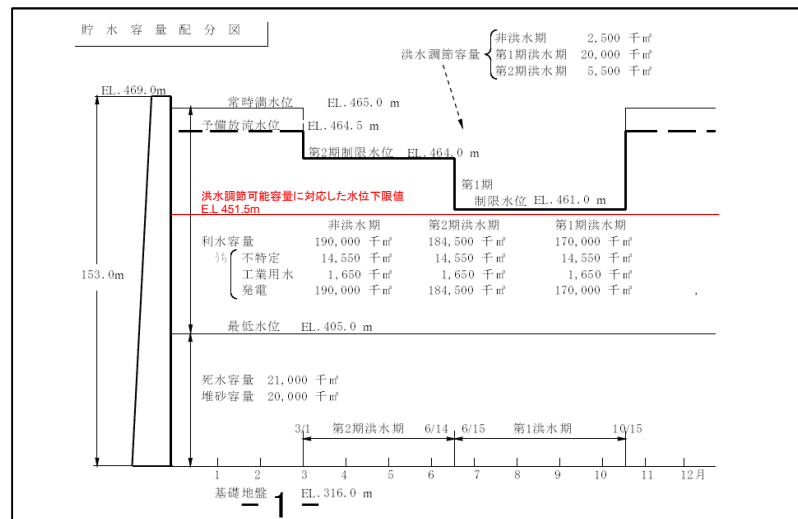 貯水容量配分図
非洪水期 2,500 千㎥
洪水調節容量 第1期洪水期 20,000 千㎥
第2期洪水期 5,500 千㎥
EL.469.0m
常時満水位 EL.465.0 m
予備放流水位 EL.464.5 m
第2期制限水位 EL.464.0 m
第1期
制限水位 EL.461.0 m
洪水調節可能容量に対応した水位下限値
E.L 451.5m
非洪水期 第2期洪水期 第1期洪水期
利水容量 190,000 千㎥ 184,500 千㎥ 170,000 千㎥
うち 不特定 14,550 千㎥ 14,550 千㎥ 14,550 千㎥
工業用水 1,650 千㎥ 1,650 千㎥ 1,650 千㎥
発電 190,000 千㎥ 184,500 千㎥ 170,000 千㎥
153.0m
最低水位 EL.405.0 m
死水容量 21,000 千㎥
堆砂容量 20,000 千㎥
3/1 第2期洪水期 6/14 6/15 第1洪水期 10/15
1 2 3 4 5 6 7 8 9 10 11 12月
基礎地盤 EL.316.0 m
1